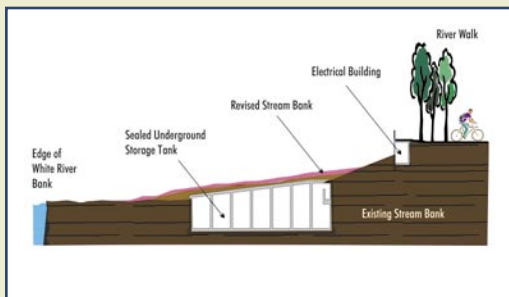 River Walk
Electrical Building
Revised Stream Bank
Sealed Underground
Storage Tank
Edge of
White River
Bank
Existing Stream Bank